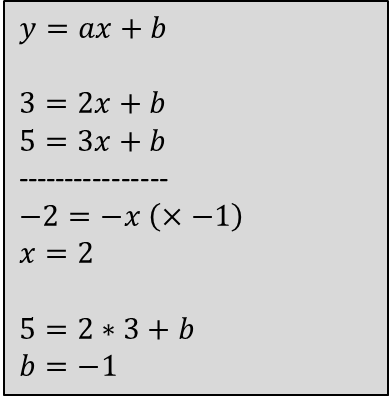 y = ax + b
3 = 2x + b
5 = 3x + b
----------------
−2 = −x (× −1)
x = 2
5 = 2 ∗ 3 + b
b = −1